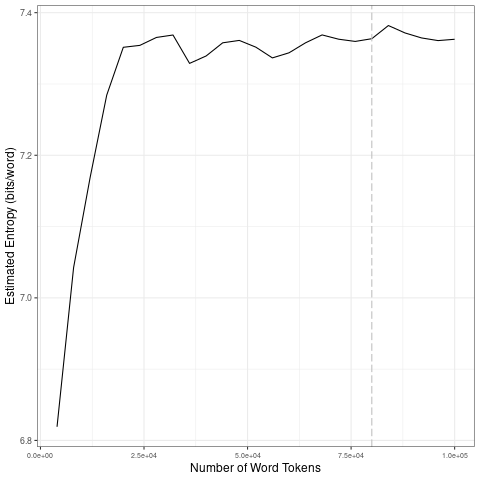 7.4
7.2
7.0
6.8
Estimated Entropy (bits/word)
0.0e+00 2.5e+04 5.0e+04 7.5e+04 1.0e+05
Number of Word Tokens